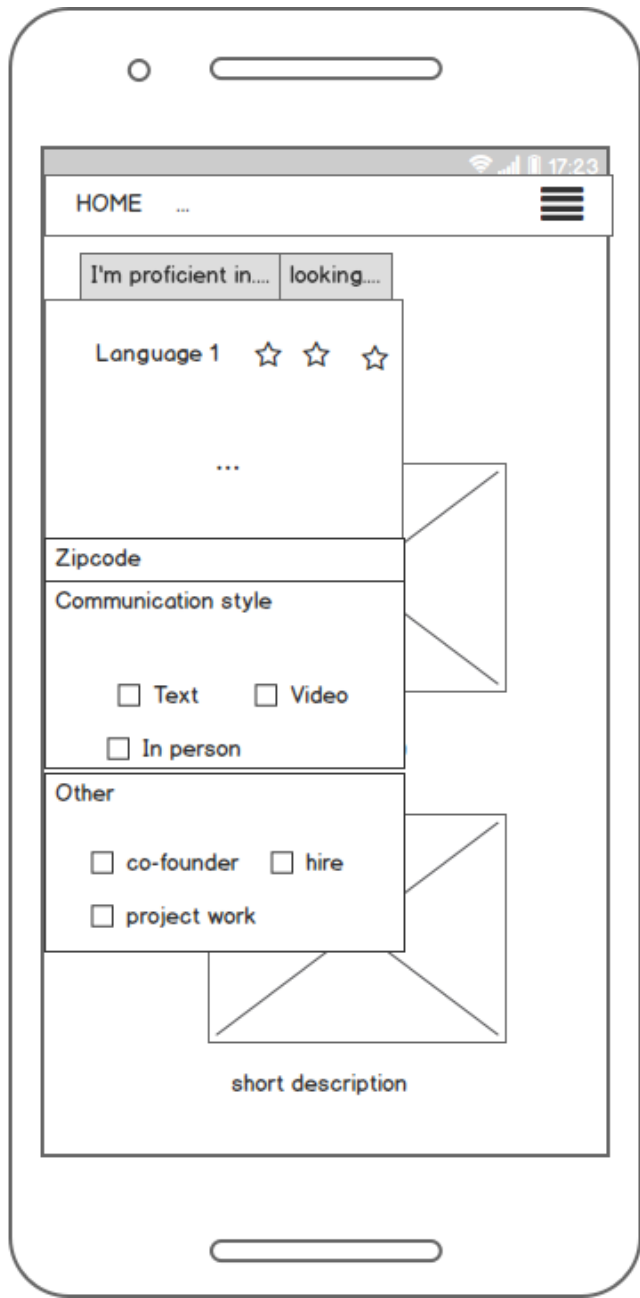 17:23
HOME ...
I'm proficient in.... looking....
Language 1
...
Zipcode
Communication style
Text Video
In person
Other
co-founder hire
project work
short description